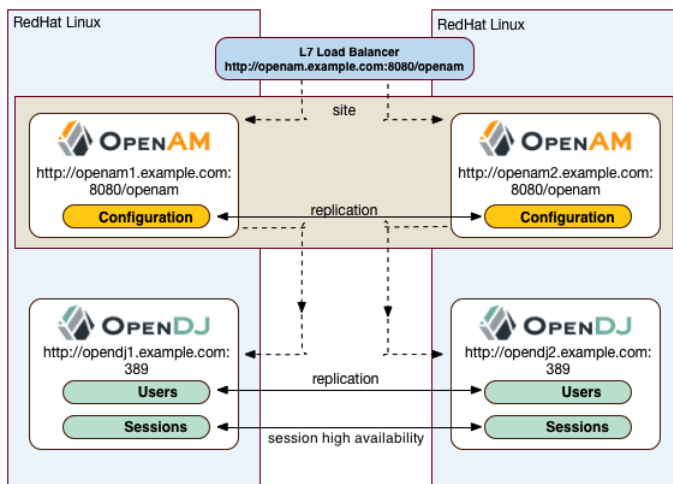 RedHat Linux
RedHat Linux
L7 Load Balancer
http://openam.example.com:8080/openam
site
OPENAM
http://openam1.example.com:
8080/openam
Configuration
OPENAM
http://openam2.example.com:
8080/openam
Configuration
replication
OPENDJ
http://opendj1.example.com:
389
Users
Sessions
OPENDJ
http://opendj2.example.com:
389
Users
Sessions
replication
session high availability